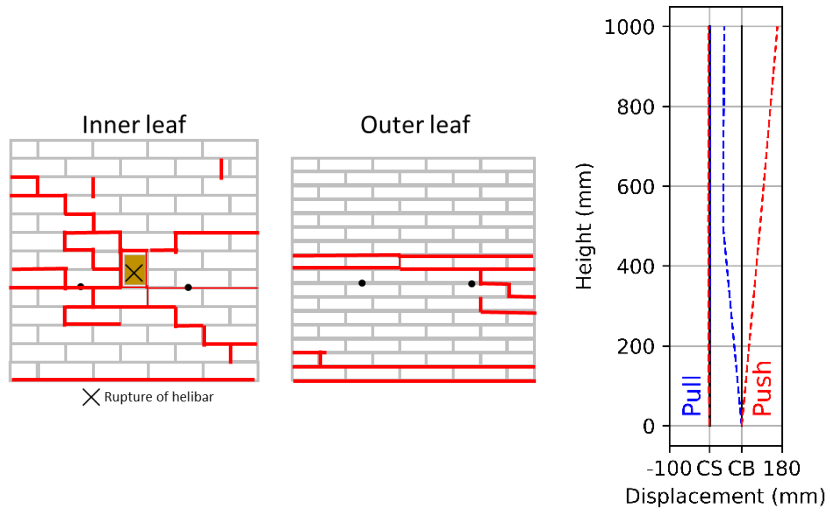 Inner leaf
Outer leaf
Rupture of helibar
Height (mm)
1000
800
600
400
200
0
Pull
Push
-100 CS CB 180
Displacement (mm)